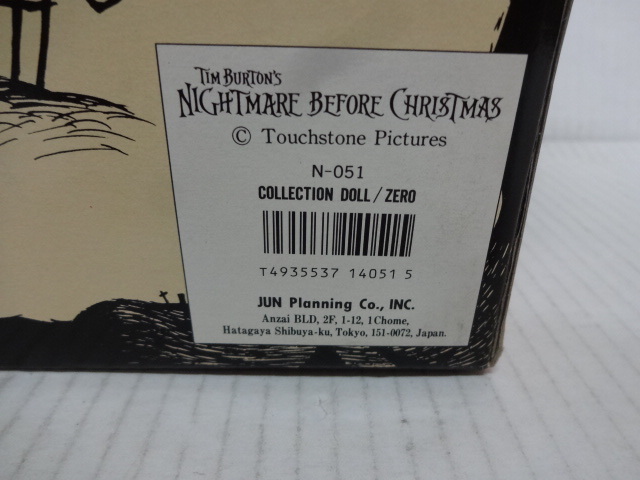 TIM BURTON'S
NIGHTMARE BEFORE CHRISTMAS
© Touchstone Pictures
N-051
COLLECTION DOLL/ZERO
T4935537 14051 5
JUN Planning Co., INC.
Anzai BLD, 2F, 1-12, 1Chome,
Hatagaya Shibuya-ku, Tokyo, 151-0072, Japan.